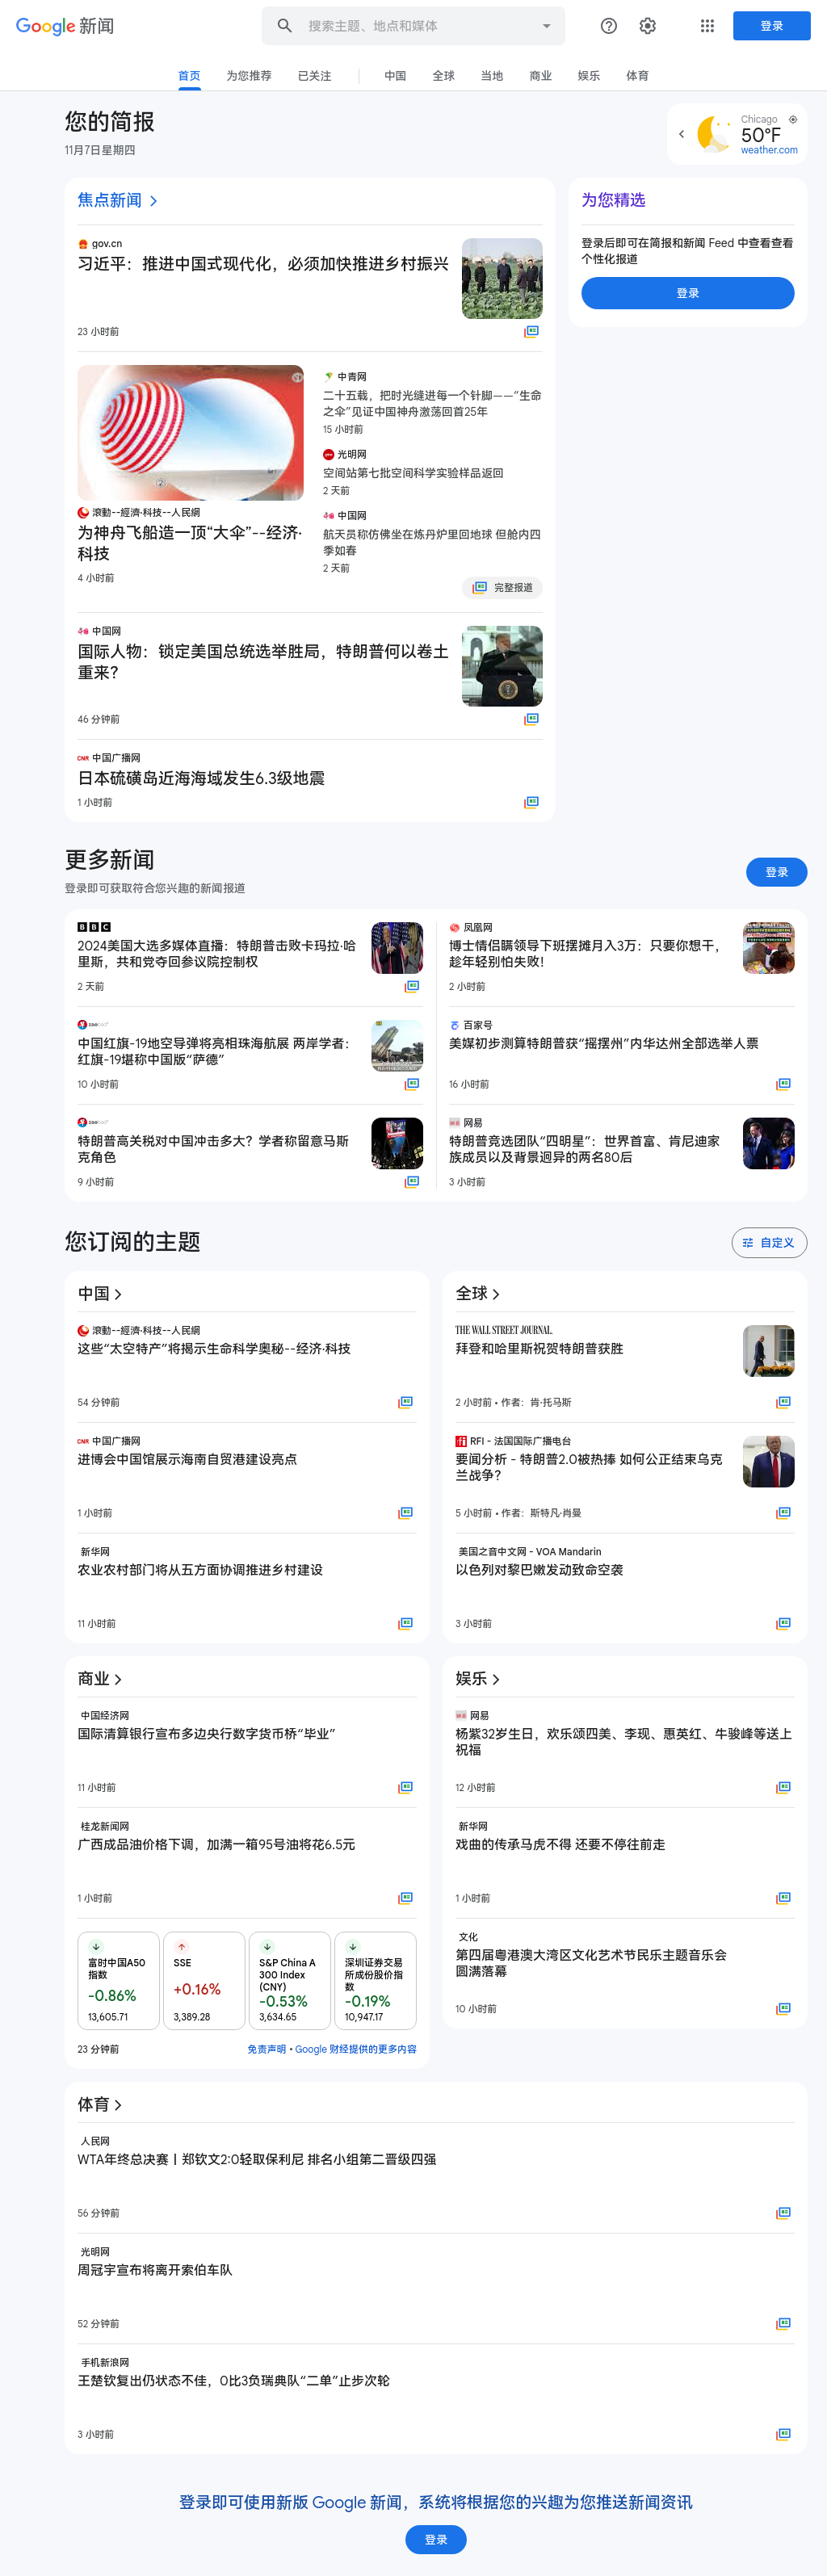 Google 新闻
搜索主题、地点和媒体
登录
首页
为您推荐
已关注
中国
全球
当地
商业
娱乐
体育
您的简报
11月7日星期四
Chicago
50°F
weather.com
焦点新闻
gov.cn
习近平：推进中国式现代化，必须加快推进乡村振兴
23 小时前
滾動--經濟·科技--人民網
为神舟飞船造一顶“大伞”--经济·
科技
4 小时前
中青网
二十五载，把时光缝进每一个针脚——“生命
之伞”见证中国神舟激荡回首25年
15 小时前
光明网
空间站第七批空间科学实验样品返回
2 天前
中国网
航天员称仿佛坐在炼丹炉里回地球 但舱内四
季如春
2 天前
完整报道
中国网
国际人物：锁定美国总统选举胜局，特朗普何以卷土
重来？
46 分钟前
CNR 中国广播网
日本硫磺岛近海海域发生6.3级地震
1 小时前
为您精选
登录后即可在简报和新闻 Feed 中查看查看
个性化报道
登录
更多新闻
登录即可获取符合您兴趣的新闻报道
登录
BBC
2024美国大选多媒体直播：特朗普击败卡玛拉·哈
里斯，共和党夺回参议院控制权
2 天前
中国红旗-19地空导弹将亮相珠海航展 两岸学者：
红旗-19堪称中国版“萨德”
10 小时前
特朗普高关税对中国冲击多大？学者称留意马斯
克角色
9 小时前
凤凰网
博士情侣瞒领导下班摆摊月入3万：只要你想干，
趁年轻别怕失败！
2 小时前
百家号
美媒初步测算特朗普获“摇摆州”内华达州全部选举人票
16 小时前
网易
特朗普竞选团队“四明星”：世界首富、肯尼迪家
族成员以及背景迥异的两名80后
3 小时前
您订阅的主题
自定义
中国
滾動--經濟·科技--人民網
这些“太空特产”将揭示生命科学奥秘--经济·科技
54 分钟前
CNR 中国广播网
进博会中国馆展示海南自贸港建设亮点
1 小时前
新华网
农业农村部门将从五方面协调推进乡村建设
11 小时前
全球
THE WALL STREET JOURNAL.
拜登和哈里斯祝贺特朗普获胜
2 小时前 • 作者：肯·托马斯
RFI - 法国国际广播电台
要闻分析 - 特朗普2.0被热捧 如何公正结束乌克
兰战争？
5 小时前 • 作者：斯特凡·肖曼
美国之音中文网 - VOA Mandarin
以色列对黎巴嫩发动致命空袭
3 小时前
商业
中国经济网
国际清算银行宣布多边央行数字货币桥“毕业”
11 小时前
桂龙新闻网
广西成品油价格下调，加满一箱95号油将花6.5元
1 小时前
富时中国A50
指数
-0.86%
13,605.71
SSE
+0.16%
3,389.28
S&P China A
300 Index
(CNY)
-0.53%
3,634.65
深圳证券交易
所成份股价指
数
-0.19%
10,947.17
23 分钟前
免责声明 • Google 财经提供的更多内容
娱乐
网易
杨紫32岁生日，欢乐颂四美、李现、惠英红、牛骏峰等送上
祝福
12 小时前
新华网
戏曲的传承马虎不得 还要不停往前走
1 小时前
文化
第四届粤港澳大湾区文化艺术节民乐主题音乐会
圆满落幕
10 小时前
体育
人民网
WTA年终总决赛丨郑钦文2:0轻取保利尼 排名小组第二晋级四强
56 分钟前
光明网
周冠宇宣布将离开索伯车队
52 分钟前
手机新浪网
王楚钦复出仍状态不佳，0比3负瑞典队“二单”止步次轮
3 小时前
登录即可使用新版 Google 新闻，系统将根据您的兴趣为您推送新闻资讯
登录